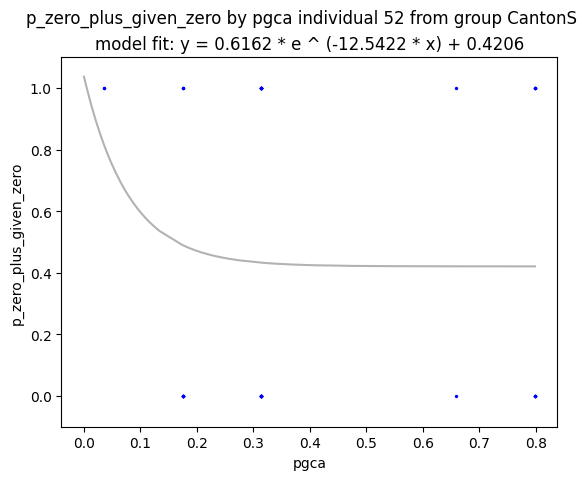 p_zero_plus_given_zero by pgca individual 52 from group CantonS
model fit: y = 0.6162 * e ^ (-12.5422 * x) + 0.4206
1.0
0.8
0.6
0.4
0.2
0.0
p_zero_plus_given_zero
0.0 0.1 0.2 0.3 0.4 0.5 0.6 0.7 0.8
pgca